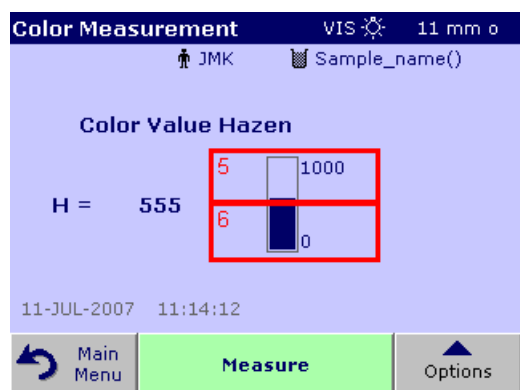 Color Measurement VIS 11 mm o
JMK Sample_name()
Color Value Hazen
5 1000
H = 555
6
0
11-JUL-2007 11:14:12
Main Menu
Measure
Options